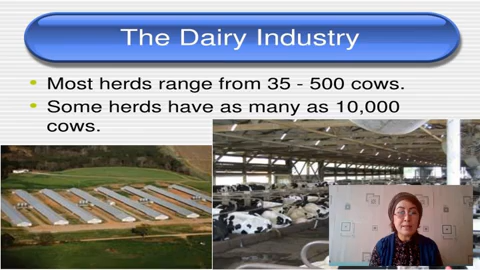 The Dairy Industry
Most herds range from 35 - 500 cows.
Some herds have as many as 10,000
cows.